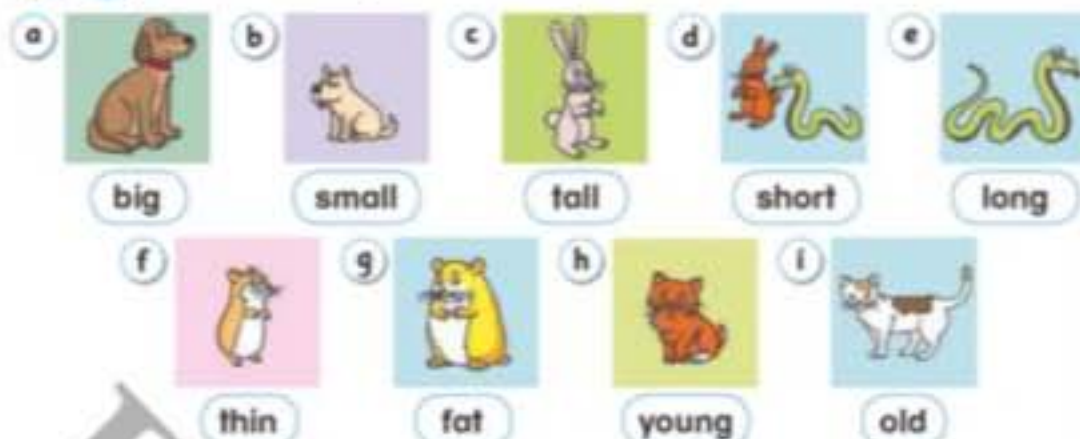 a b c d e
big small tall short long
f g h i
thin fat young old